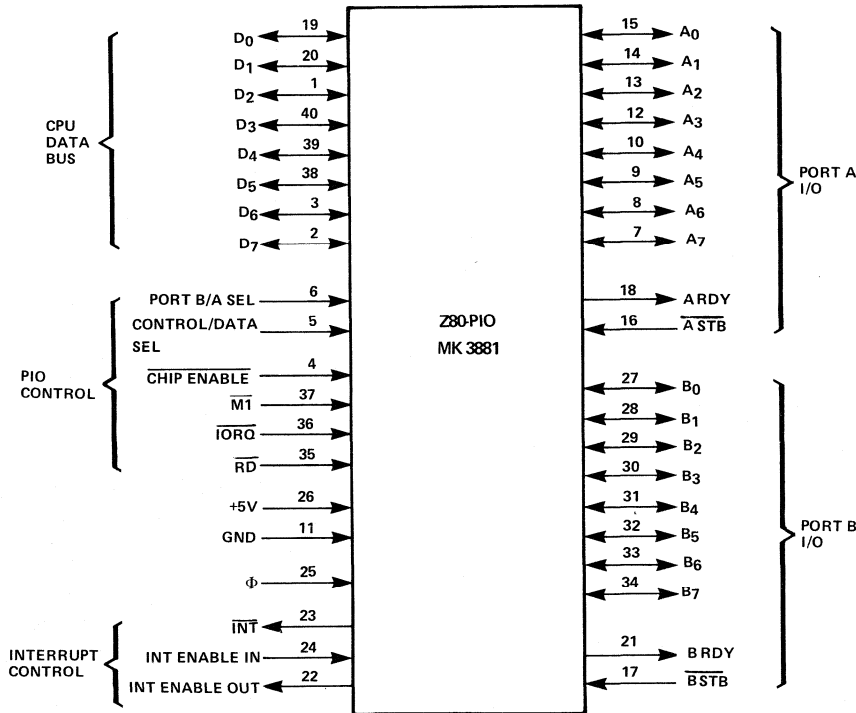 CPU
DATA
BUS
D0 19
D1 20
D2 1
D3 40
D4 39
D5 38
D6 3
D7 2
PIO
CONTROL
PORT B/A SEL 6
CONTROL/DATA 5
SEL
CHIP ENABLE 4
M1 37
IORQ 36
RD 35
+5V 26
GND 11
Φ 25
INTERRUPT
CONTROL
INT 23
INT ENABLE IN 24
INT ENABLE OUT 22
Z80-PIO
MK 3881
15 A0
14 A1
13 A2
12 A3
10 A4
9 A5
8 A6
7 A7
18 ARDY
16 A STB
PORT A
I/O
27 B0
28 B1
29 B2
30 B3
31 B4
32 B5
33 B6
34 B7
21 BRDY
17 B STB
PORT B
I/O